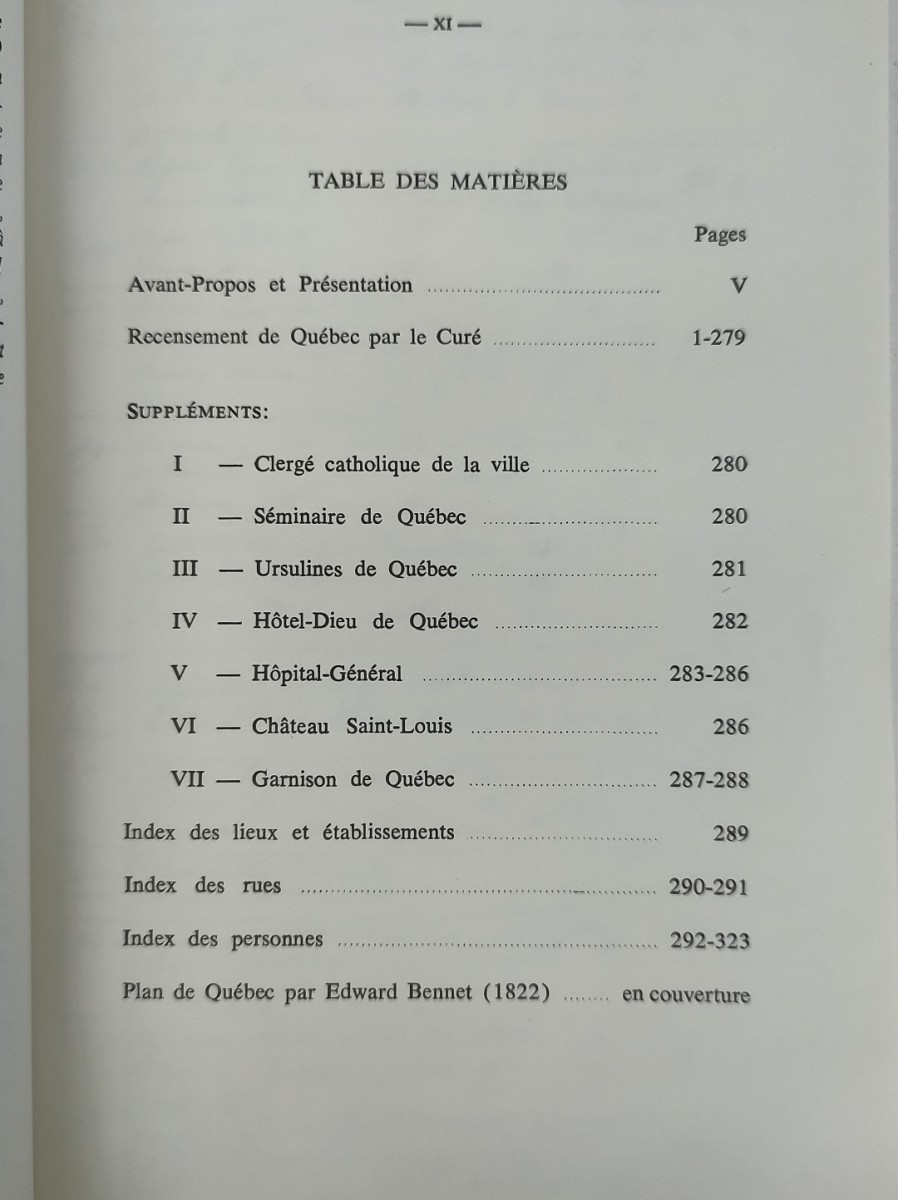 — XI —
TABLE DES MATIÈRES
Pages
Avant-Propos et Présentation ........................................ V
Recensement de Québec par le Curé ........................... 1-279
SUPPLÉMENTS:
I — Clergé catholique de la ville .................... 280
II — Séminaire de Québec .............................. 280
III — Ursulines de Québec ................................ 281
IV — Hôtel-Dieu de Québec ............................ 282
V — Hôpital-Général ........................................ 283-286
VI — Château Saint-Louis ................................ 286
VII — Garnison de Québec ................................ 287-288
Index des lieux et établissements ................................ 289
Index des rues ............................................................ 290-291
Index des personnes ...................................................... 292-323
Plan de Québec par Edward Bennet (1822) ........ en couverture